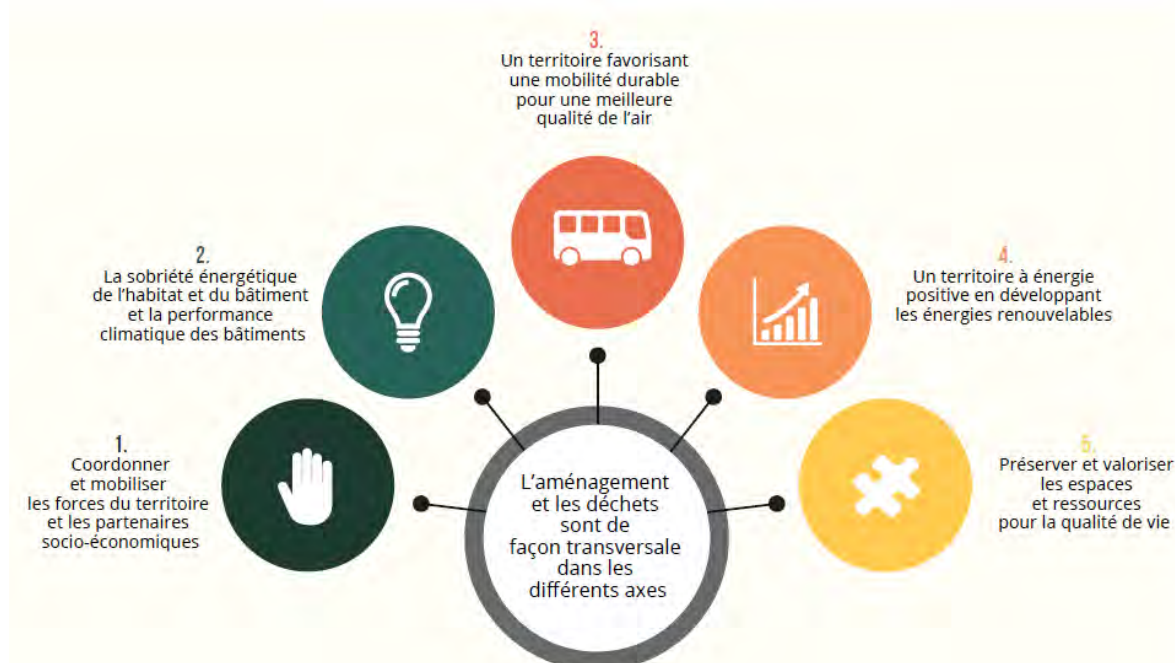 1.
Coordonner
et mobiliser
les forces du territoire
et les partenaires
socio-économiques
2.
La sobriété énergétique
de l'habitat et du bâtiment
et la performance
climatique des bâtiments
3.
Un territoire favorisant
une mobilité durable
pour une meilleure
qualité de l'air
4.
Un territoire à énergie
positive en développant
les énergies renouvelables
5.
Préserver et valoriser
les espaces
et ressources
pour la qualité de vie
L'aménagement
et les déchets
sont de
façon transversale
dans les
différents axes